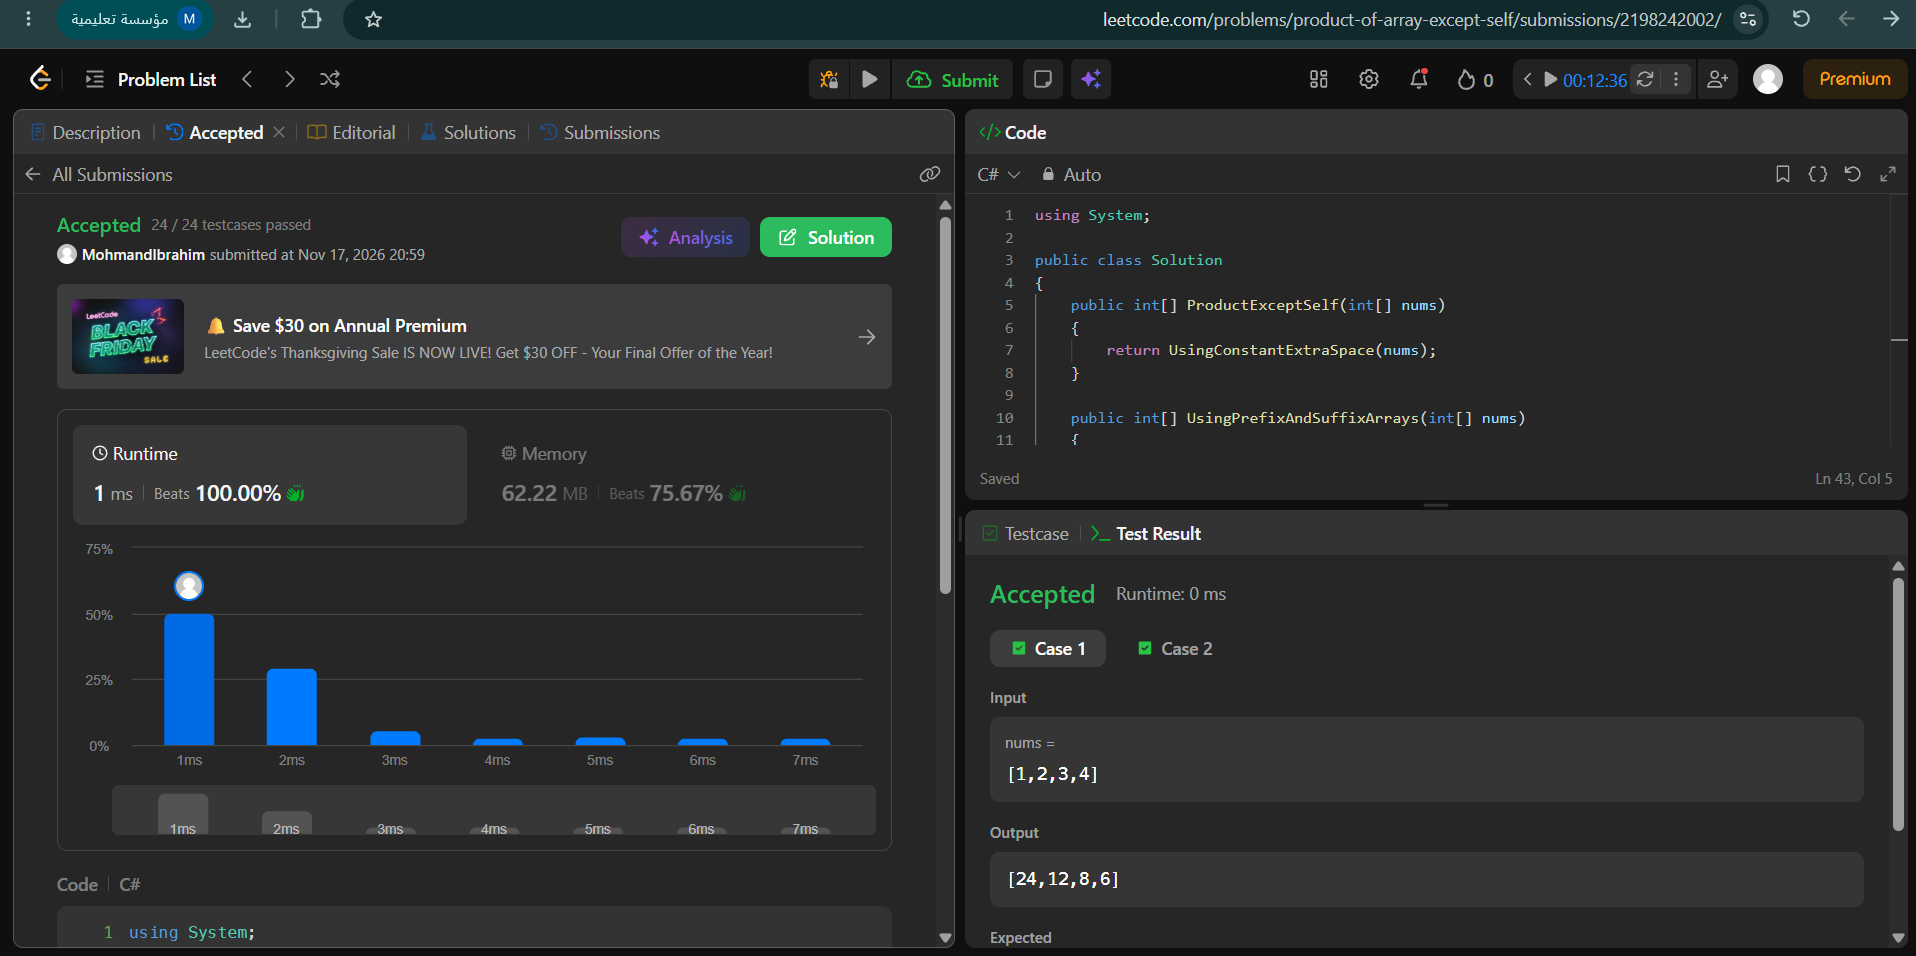 مؤسسة تعليمية M
leetcode.com/problems/product-of-array-except-self/submissions/2198242002/
Problem List
Submit
0
00:12:36
Premium
Description
Accepted
Editorial
Solutions
Submissions
All Submissions
Accepted 24 / 24 testcases passed
MohmandIbrahim submitted at Nov 17, 2026 20:59
Analysis
Solution
LeetCode
BLACK
FRIDAY
SALE
Save $30 on Annual Premium
LeetCode's Thanksgiving Sale IS NOW LIVE! Get $30 OFF - Your Final Offer of the Year!
Runtime
1 ms Beats 100.00%
Memory
62.22 MB Beats 75.67%
75%
50%
25%
0%
1ms 2ms 3ms 4ms 5ms 6ms 7ms
1ms 2ms 3ms 4ms 5ms 6ms 7ms
Code C#
1 using System;
</> Code
C# Auto
1 using System;
2
3 public class Solution
4 {
5 public int[] ProductExceptSelf(int[] nums)
6 {
7 return UsingConstantExtraSpace(nums);
8 }
9
10 public int[] UsingPrefixAndSuffixArrays(int[] nums)
11 {
Saved
Ln 43, Col 5
Testcase
Test Result
Accepted Runtime: 0 ms
Case 1
Case 2
Input
nums =
[1,2,3,4]
Output
[24,12,8,6]
Expected